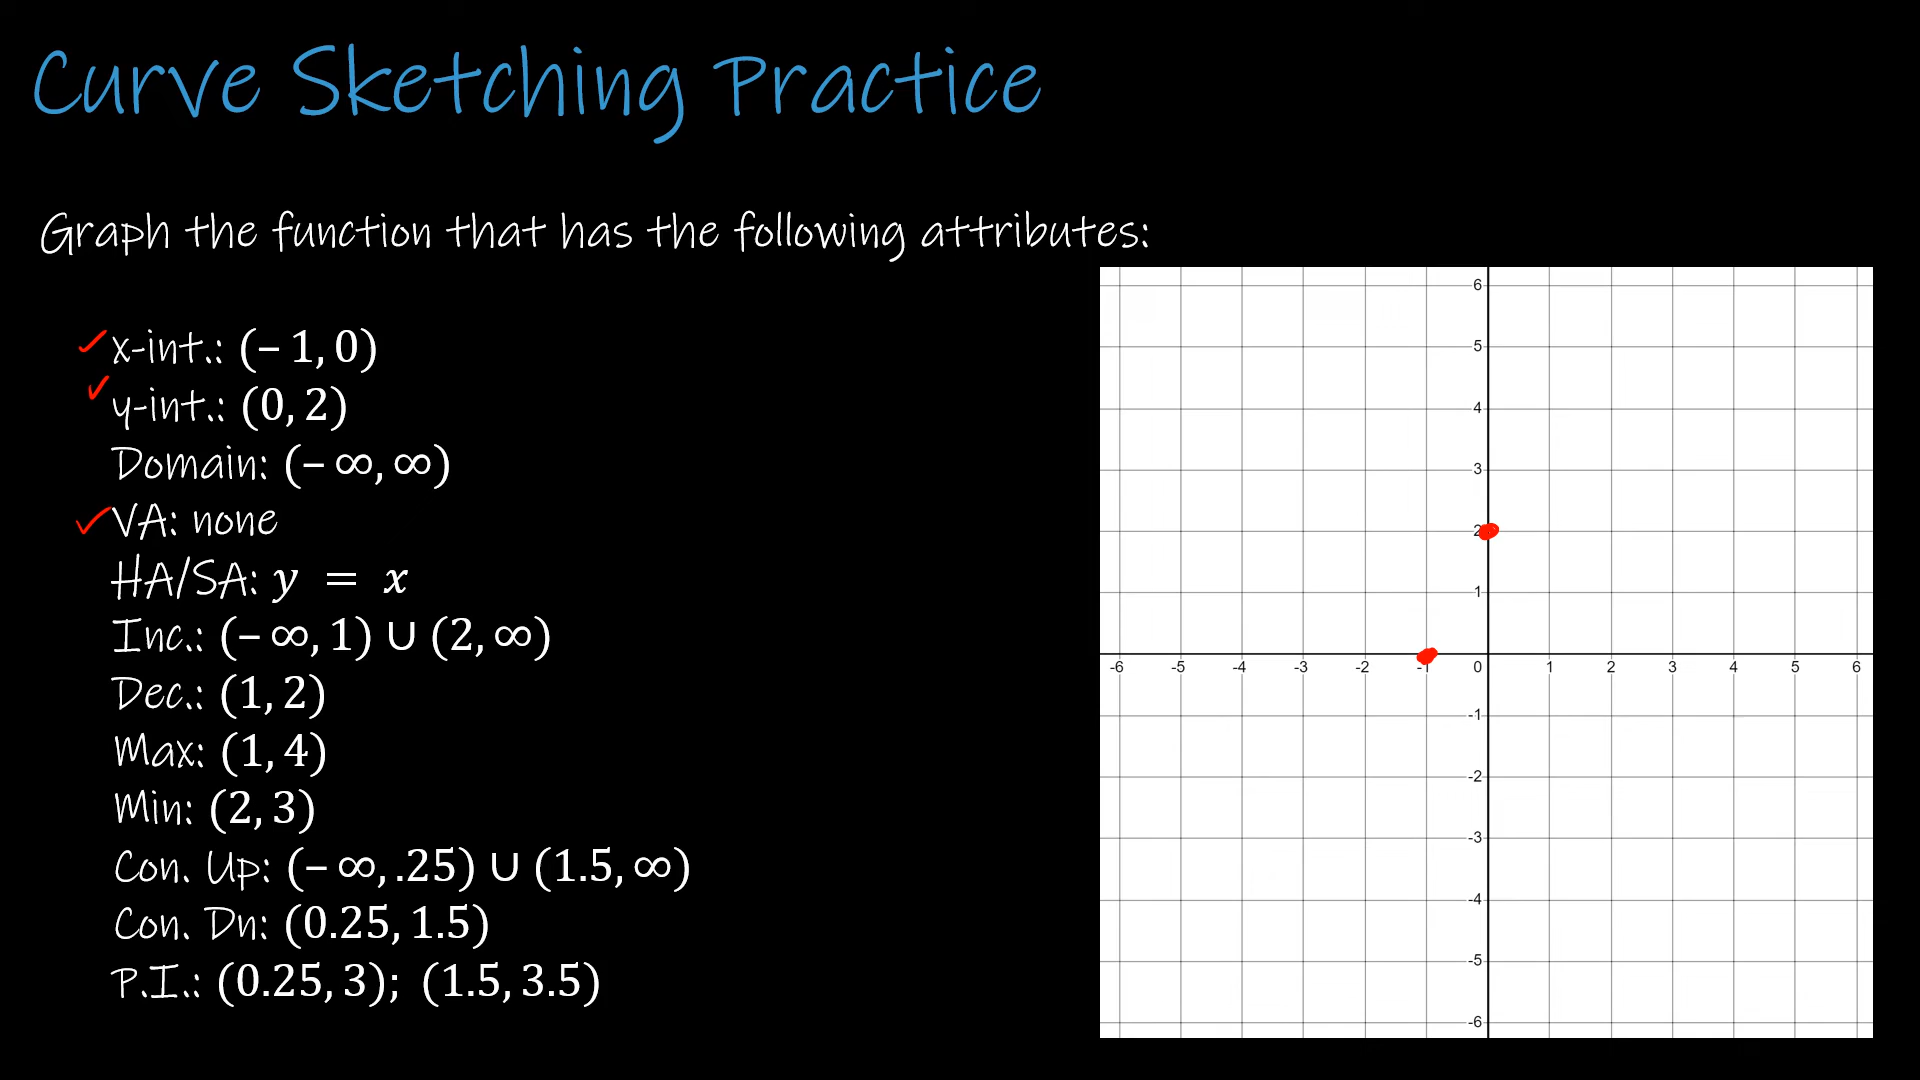 Curve Sketching Practice
Graph the function that has the following attributes:
x-int.: (– 1, 0)
y-int.: (0, 2)
Domain: (– ∞, ∞)
VA: none
HA/SA: y = x
Inc.: (– ∞, 1) ∪ (2, ∞)
Dec.: (1, 2)
Max: (1, 4)
Min: (2, 3)
Con. Up: (– ∞, .25) ∪ (1.5, ∞)
Con. Dn: (0.25, 1.5)
P.I.: (0.25, 3); (1.5, 3.5)
6
5
4
3
2
1
-6 -5 -4 -3 -2 -1 0 1 2 3 4 5 6
-1
-2
-3
-4
-5
-6